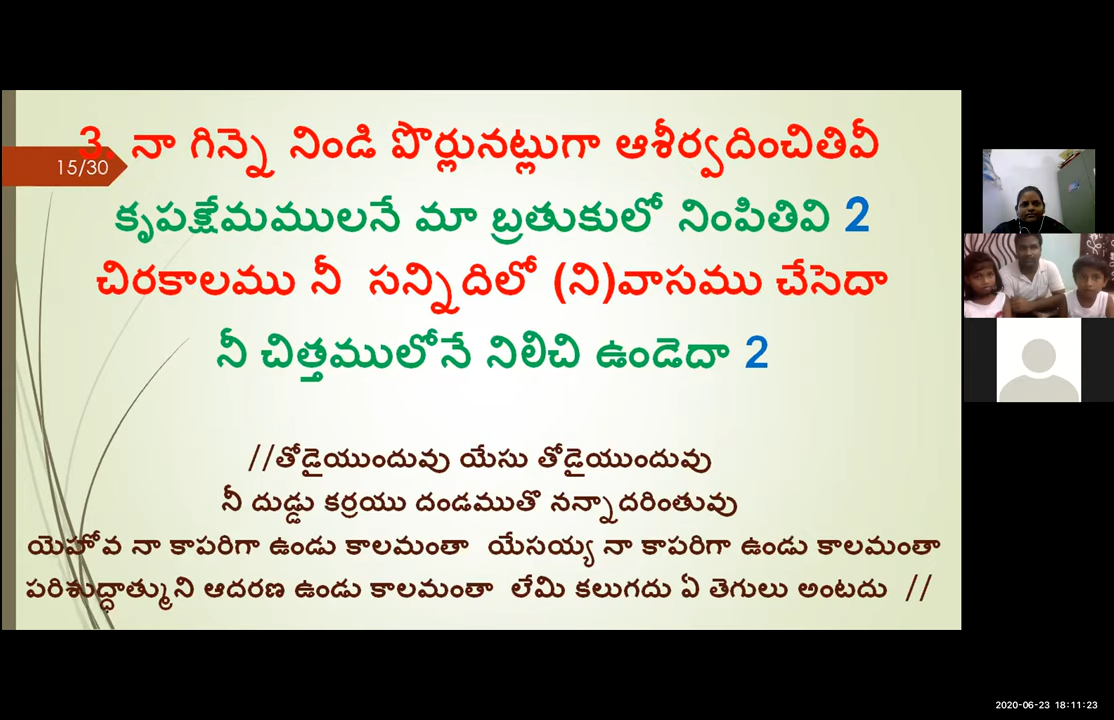 3. నా గిన్నె నిండి పొర్లునట్లుగా ఆశీర్వదించితివీ
15/30
కృపక్షేమములనే మా బ్రతుకులో నింపితివి 2
చిరకాలము నీ సన్నిదిలో (ని)వాసము చేసెదా
నీ చిత్తములోనే నిలిచి ఉండెదా 2
//తోడైయుందువు యేసు తోడైయుందువు
నీ దుడ్డు కర్రయు దండముతొ నన్నాదరింతువు
యెహోవ నా కాపరిగా ఉండు కాలమంతా యేసయ్య నా కాపరిగా ఉండు కాలమంతా
పరిశుద్ధాత్ముని ఆదరణ ఉండు కాలమంతా లేమి కలుగదు ఏ తెగులు అంటదు //
2020-06-23 18:11:23